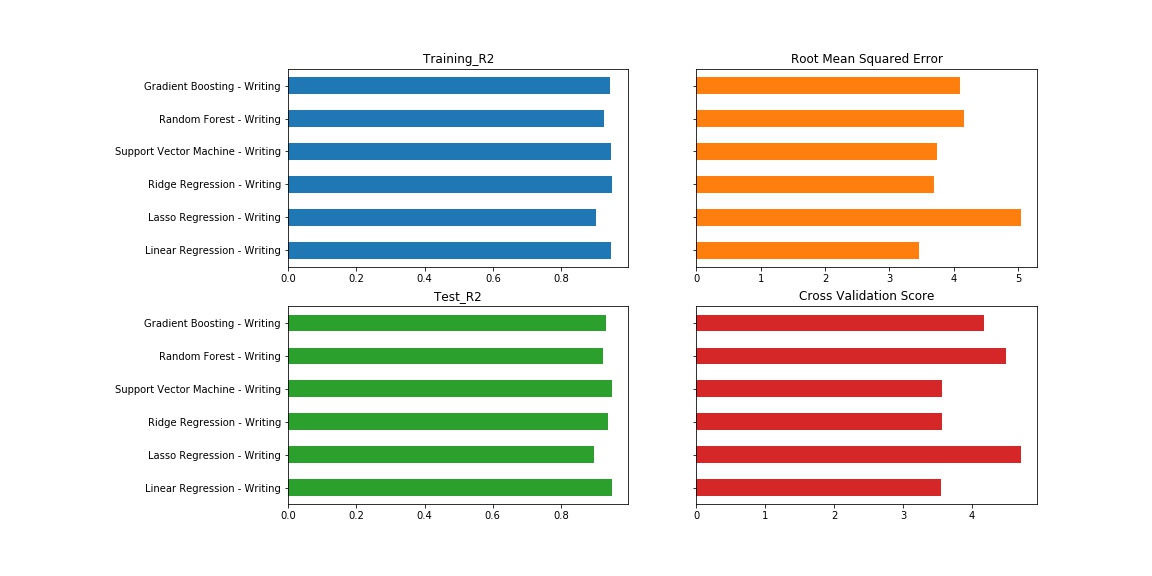 Training_R2
Root Mean Squared Error
Gradient Boosting - Writing
Random Forest - Writing
Support Vector Machine - Writing
Ridge Regression - Writing
Lasso Regression - Writing
Linear Regression - Writing
0.0 0.2 0.4 0.6 0.8
0 1 2 3 4 5
Test_R2
Cross Validation Score
Gradient Boosting - Writing
Random Forest - Writing
Support Vector Machine - Writing
Ridge Regression - Writing
Lasso Regression - Writing
Linear Regression - Writing
0.0 0.2 0.4 0.6 0.8
0 1 2 3 4